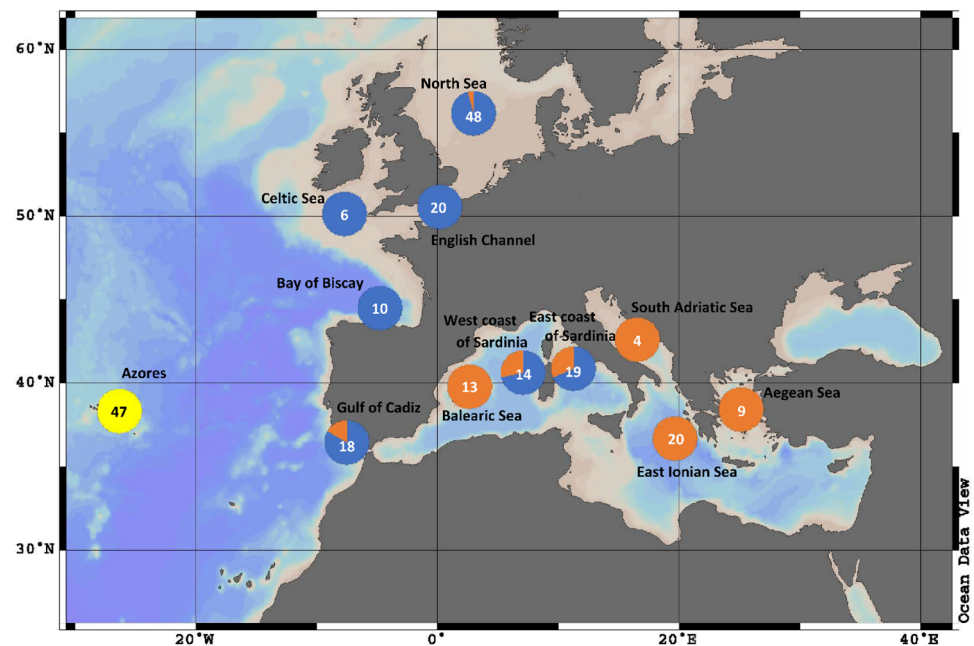 60°N
North Sea
48
Celtic Sea
6
20
50°N
English Channel
Bay of Biscay
10
South Adriatic Sea
4
West coast
of Sardinia
14
East coast
of Sardinia
19
Azores
47
40°N
13
Balearic Sea
Aegean Sea
9
Gulf of Cadiz
18
20
East Ionian Sea
30°N
20°W
0°
20°E
40°E
Ocean Data View